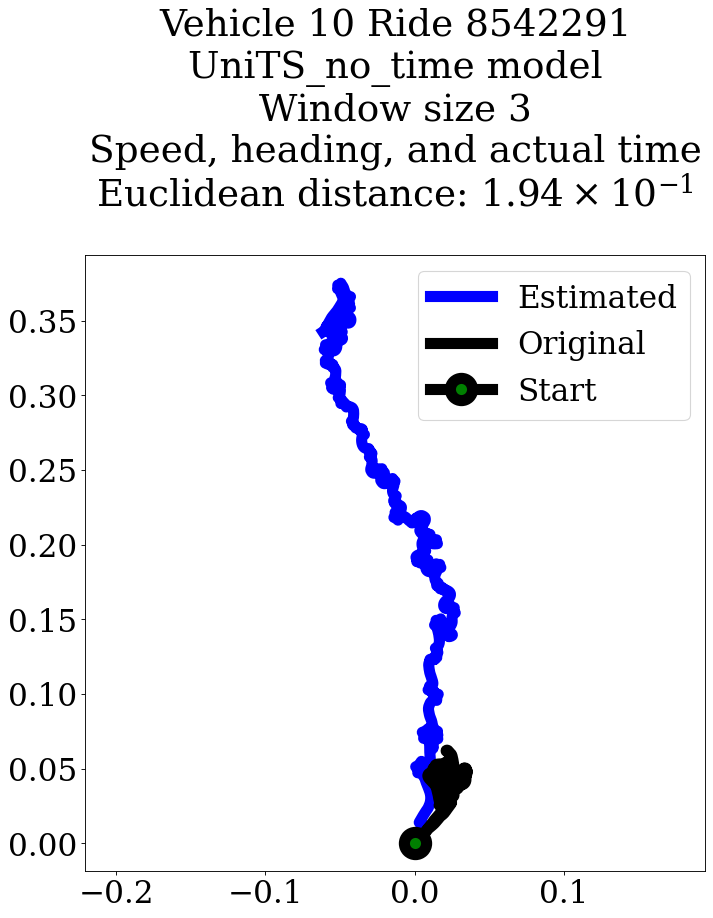 Vehicle 10 Ride 8542291
UniTS_no_time model
Window size 3
Speed, heading, and actual time
Euclidean distance: 1.94 × 10⁻¹
Estimated
Original
Start
0.35
0.30
0.25
0.20
0.15
0.10
0.05
0.00
−0.2 −0.1 0.0 0.1